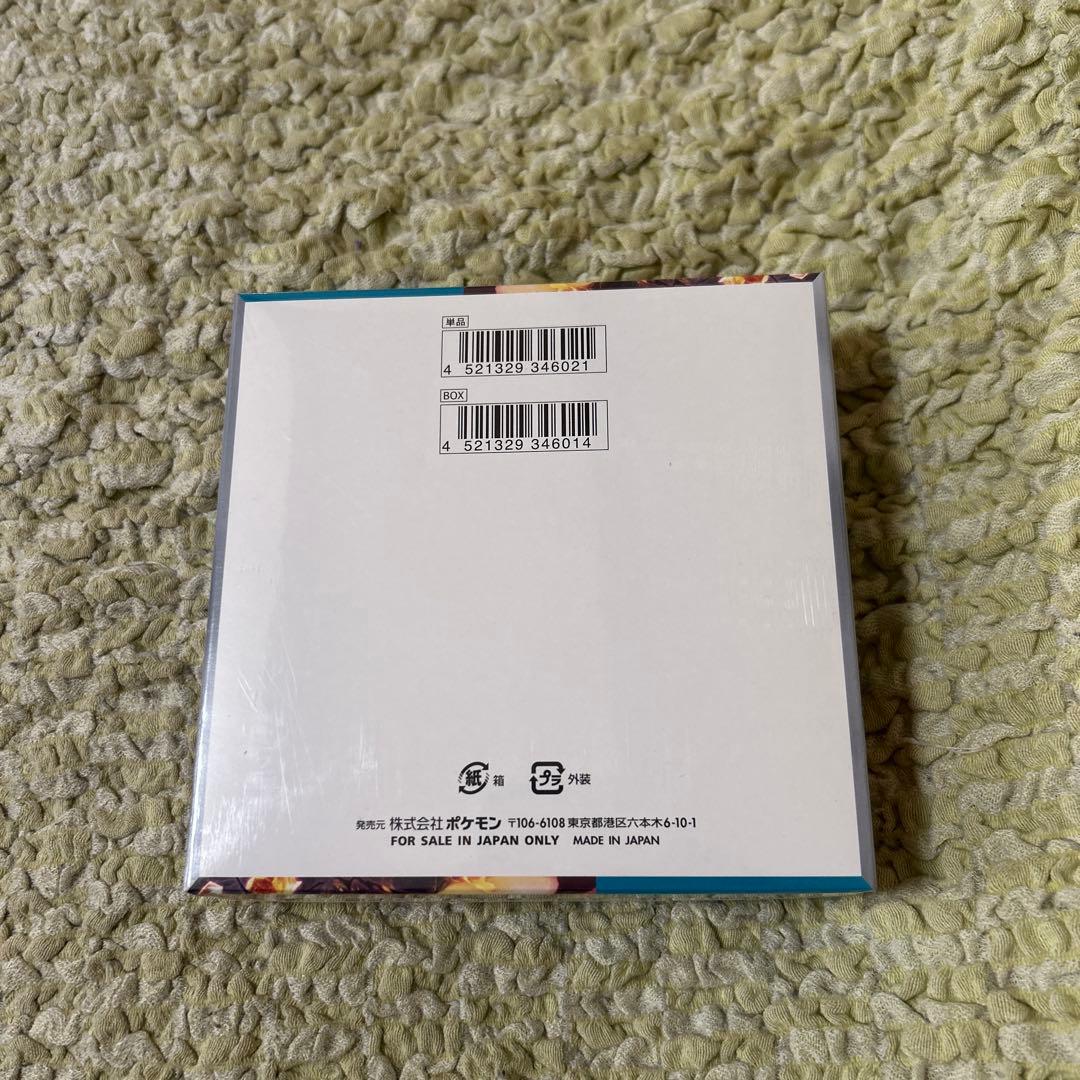 単品
4 521329 346021
BOX
4 521329 346014
紙 箱 プラ 外装
発売元 株式会社 ポケモン 〒106-6108 東京都港区六本木6-10-1
FOR SALE IN JAPAN ONLY MADE IN JAPAN